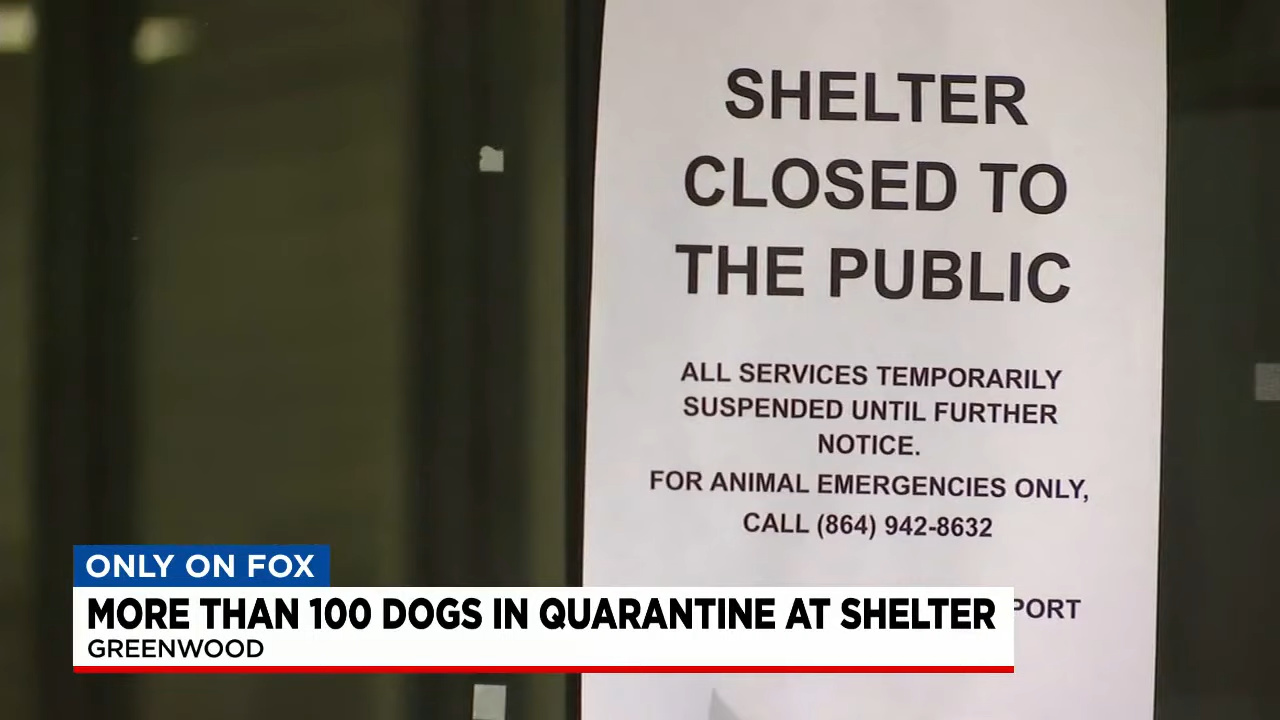 SHELTER
CLOSED TO
THE PUBLIC
ALL SERVICES TEMPORARILY
SUSPENDED UNTIL FURTHER
NOTICE.
FOR ANIMAL EMERGENCIES ONLY,
CALL (864) 942-8632
ONLY ON FOX
MORE THAN 100 DOGS IN QUARANTINE AT SHELTER
GREENWOOD